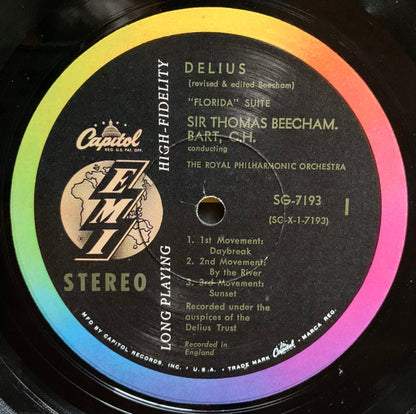 DELIUS
(revised & edited Beecham)
"FLORIDA" SUITE
SIR THOMAS BEECHAM.
BART, C.H.
conducting
THE ROYAL PHILHARMONIC ORCHESTRA
Capitol
REG. U.S. PAT. OFF.
EMI
STEREO
LONG PLAYING HIGH-FIDELITY
SG-7193
(SG-X-1-7193)
1
1. 1st Movement:
Daybreak
2. 2nd Movement:
By the River
3. 3rd Movement:
Sunset
Recorded under the
auspices of the
Delius Trust
Recorded in
England
MFD BY CAPITOL RECORDS, INC. • U.S.A. • TRADE MARK Capitol MARCA REG.